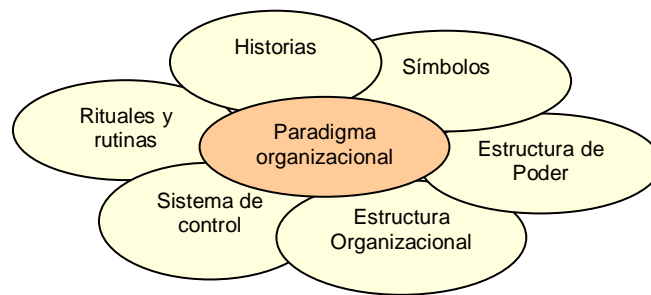 Historias
Símbolos
Rituales y
rutinas
Paradigma
organizacional
Estructura de
Poder
Sistema de
control
Estructura
Organizacional